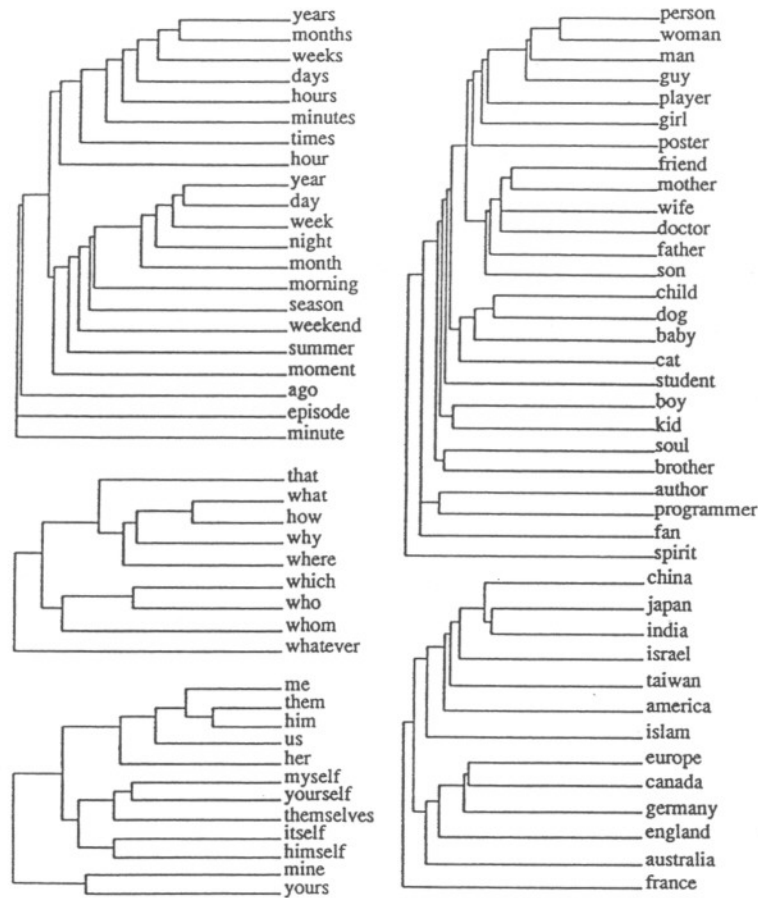 years
months
weeks
days
hours
minutes
times
hour
year
day
week
night
month
morning
season
weekend
summer
moment
ago
episode
minute
that
what
how
why
where
which
who
whom
whatever
me
them
him
us
her
myself
yourself
themselves
itself
himself
mine
yours
person
woman
man
guy
player
girl
poster
friend
mother
wife
doctor
father
son
child
dog
baby
cat
student
boy
kid
soul
brother
author
programmer
fan
spirit
china
japan
india
israel
taiwan
america
islam
europe
canada
germany
england
australia
france